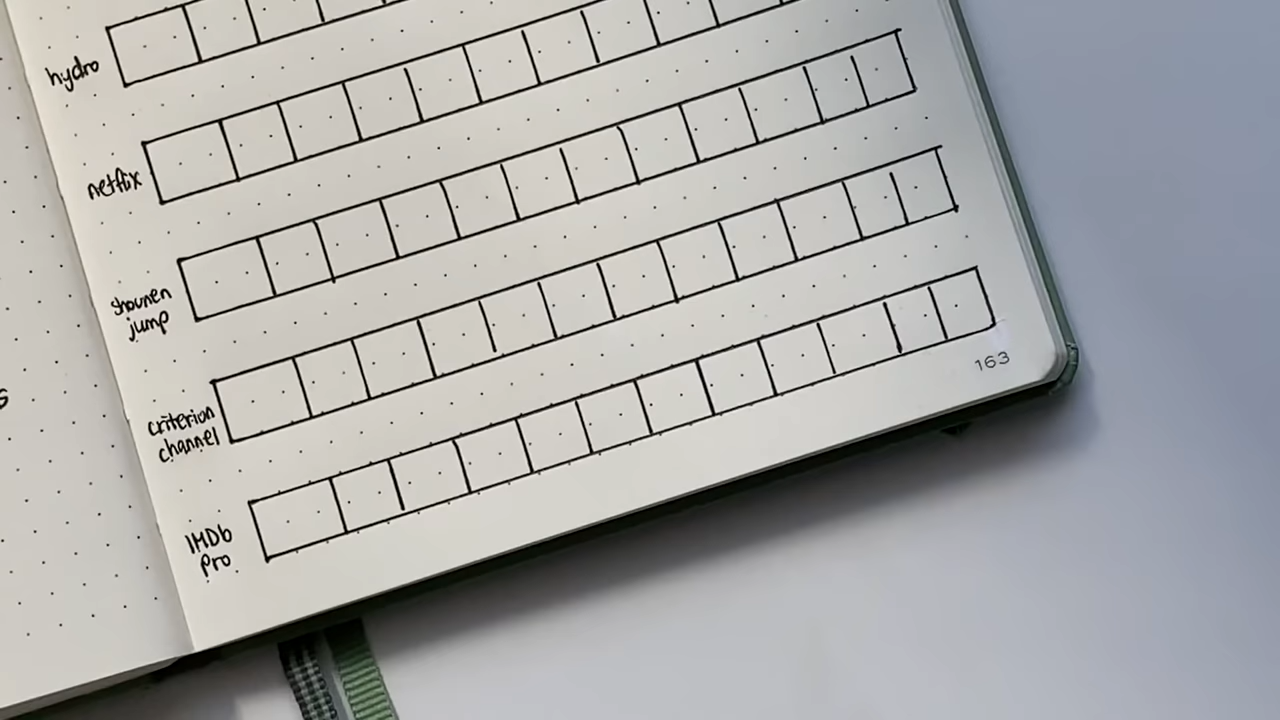 hydro
netflix
shounen
jump
criterion
channel
IMDb
pro
163